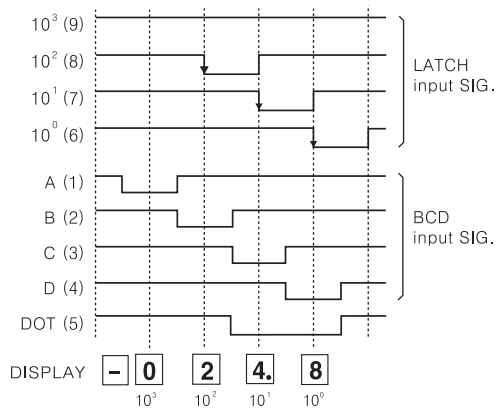 10³ (9)
10² (8)
10¹ (7)
10⁰ (6)
LATCH
input SIG.
A (1)
B (2)
C (3)
D (4)
DOT (5)
BCD
input SIG.
DISPLAY - 0 2 4. 8
10³ 10² 10¹ 10⁰